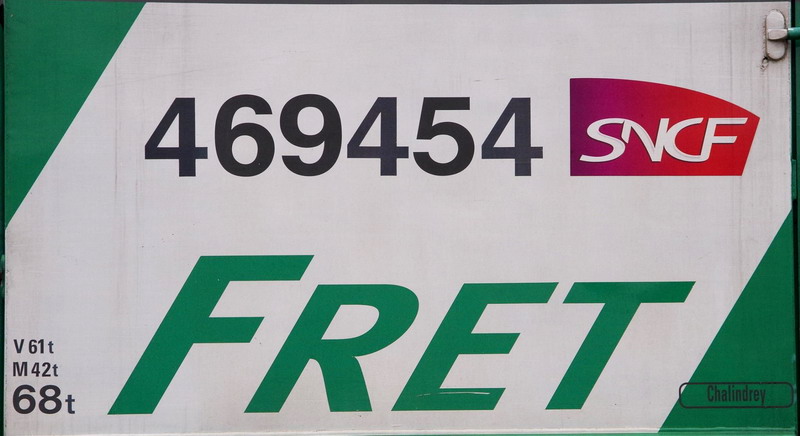 469454
SNCF
FRET
V 61t
M 42t
68t
Chalindrey